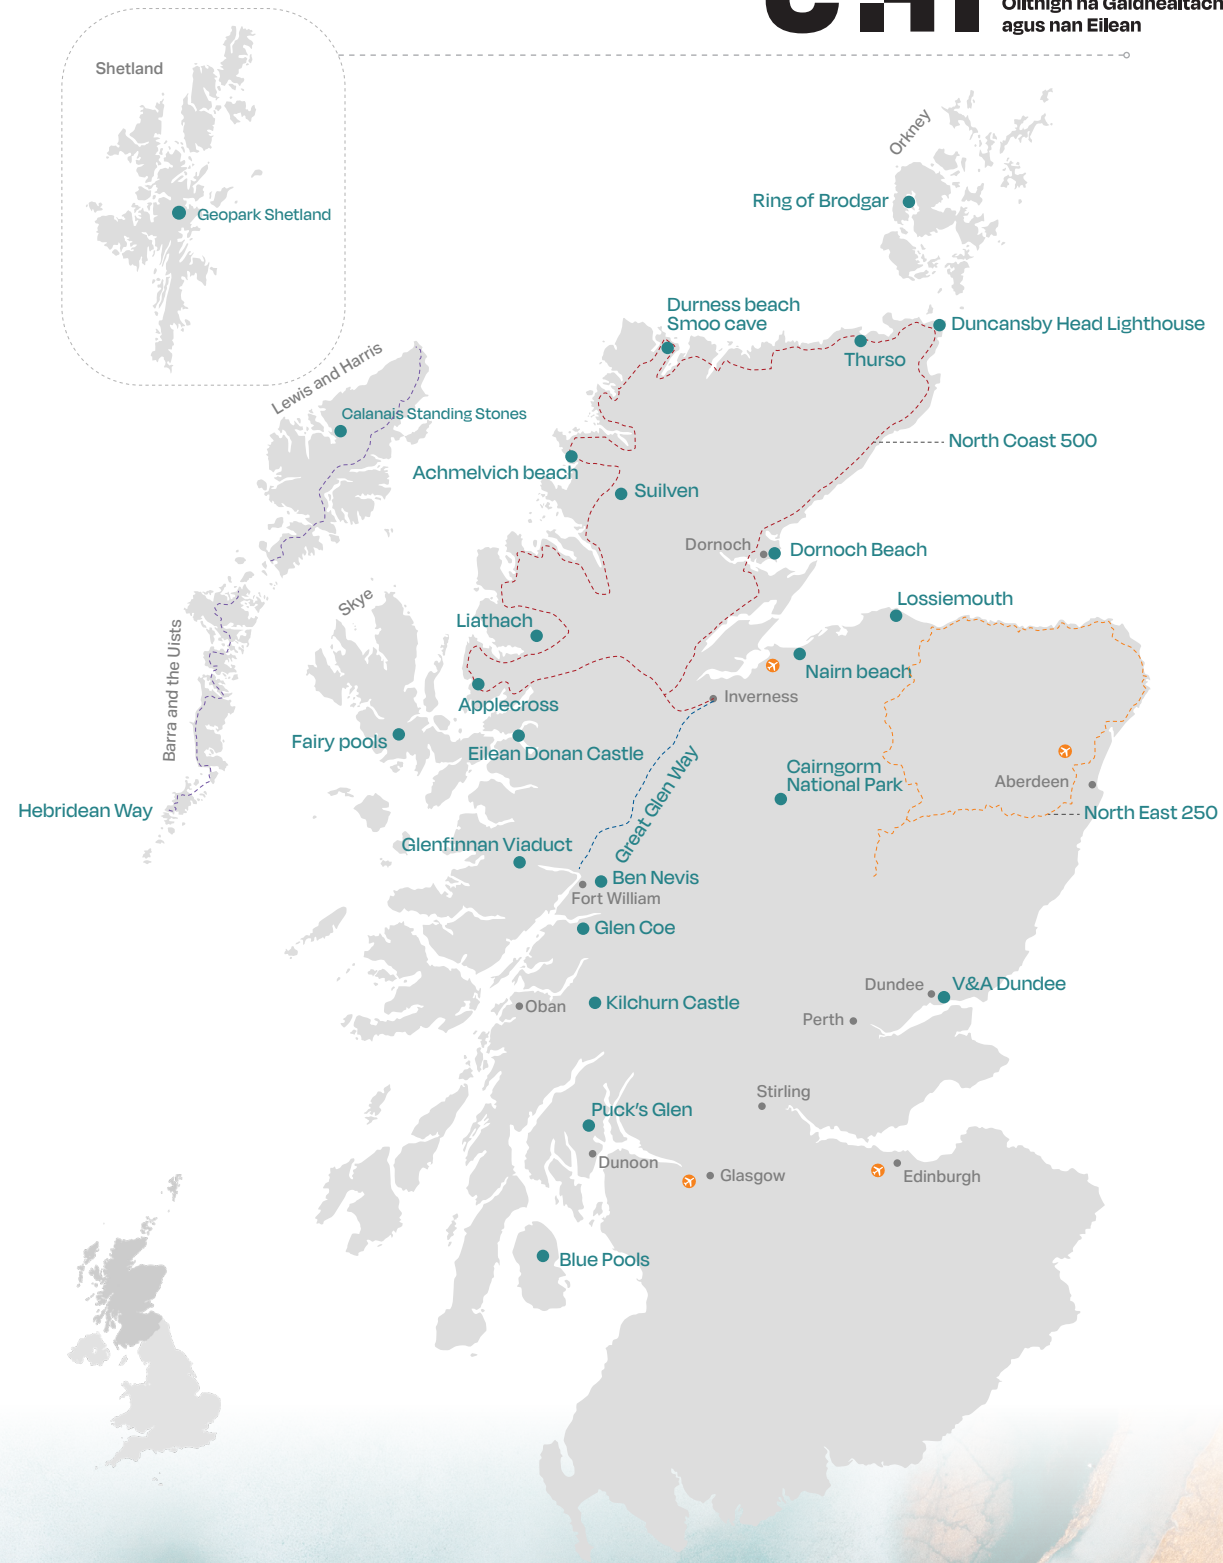 Oilthigh na Gàidhealtachd
agus nan Eilean
Shetland
Geopark Shetland
Orkney
Ring of Brodgar
Durness beach
Smoo cave
Duncansby Head Lighthouse
Thurso
Lewis and Harris
Calanais Standing Stones
North Coast 500
Achmelvich beach
Suilven
Dornoch
Dornoch Beach
Skye
Lossiemouth
Liathach
Barra and the Uists
Nairn beach
Inverness
Applecross
Fairy pools
Eilean Donan Castle
Great Glen Way
Cairngorm
National Park
Aberdeen
Hebridean Way
North East 250
Glenfinnan Viaduct
Ben Nevis
Fort William
Glen Coe
Dundee
V&A Dundee
Oban
Kilchurn Castle
Perth
Stirling
Puck's Glen
Dunoon
Glasgow
Edinburgh
Blue Pools